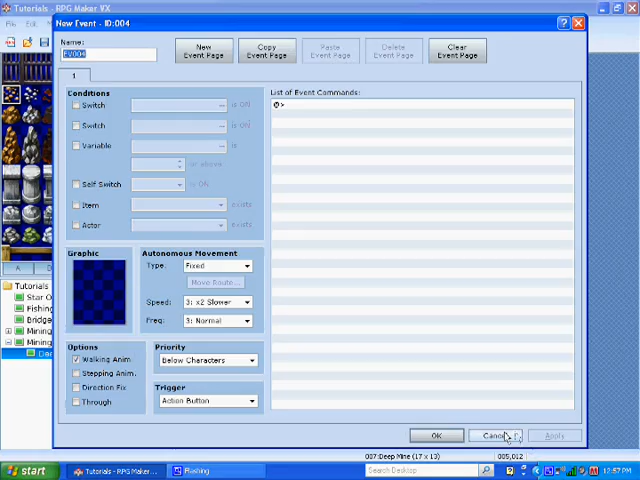 Tutorials - RPG Maker VX
New Event - ID:004
Name:
EV004
New
Event Page
Copy
Event Page
Paste
Event Page
Delete
Event Page
Clear
Event Page
1
Conditions
Switch
is ON
Switch
is ON
Variable
is
or above
Self Switch
is ON
Item
exists
Actor
exists
Graphic
Autonomous Movement
Type:
Fixed
Move Route...
Speed:
3: x2 Slower
Freq:
3: Normal
Options
Walking Anim.
Stepping Anim.
Direction Fix
Through
Priority
Below Characters
Trigger
Action Button
List of Event Commands:
@>
OK
Cancel
Apply
A
Tutorials
Star O
Fishing
Bridge
Mining
Mining
Dee
007:Deep Mine (17 x 13)
005,012
start
Tutorials - RPG Maker...
Flashing
Search Desktop
12:57 PM